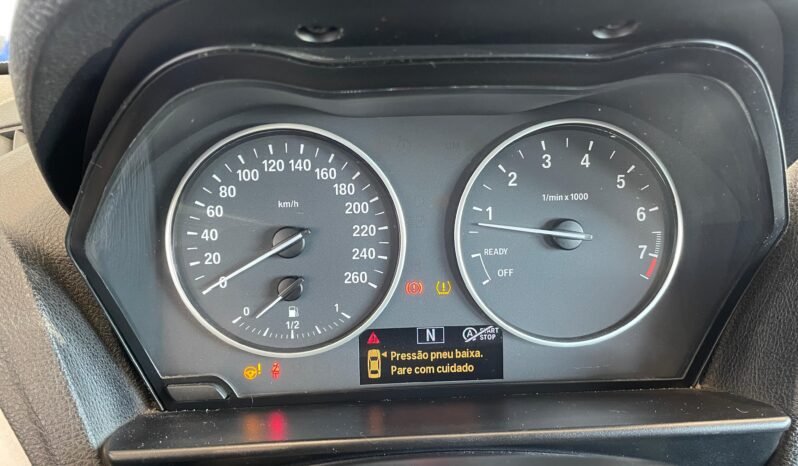 0 20 40 60 80 100 120 140 160 180 200 220 240 260
km/h
0 1/2 1
1 2 3 4 5 6 7
1/min x 1000
READY
OFF
N
START
STOP
Pressão pneu baixa.
Pare com cuidado